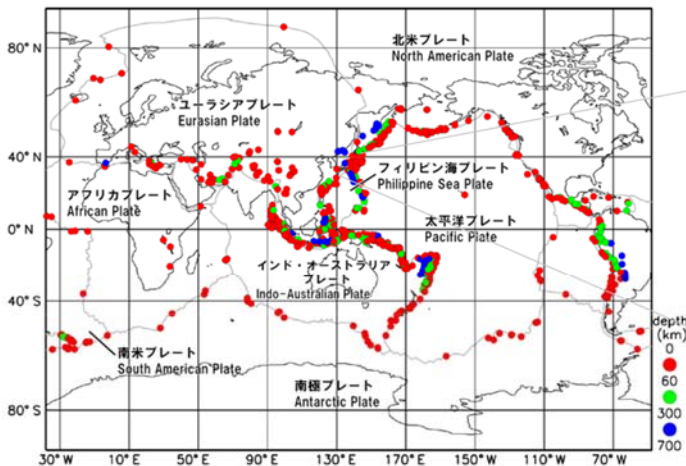 80° N
40° N
0° N
40° S
80° S
北米プレート
North American Plate
ユーラシアプレート
Eurasian Plate
フィリピン海プレート
Philippine Sea Plate
アフリカプレート
African Plate
太平洋プレート
Pacific Plate
インド・オーストラリア
プレート
Indo-Australian Plate
南米プレート
South American Plate
南極プレート
Antarctic Plate
depth
(km)
0
60
300
700
30° W
10° E
50° E
90° E
130° E
170° E
150° W
110° W
70° W